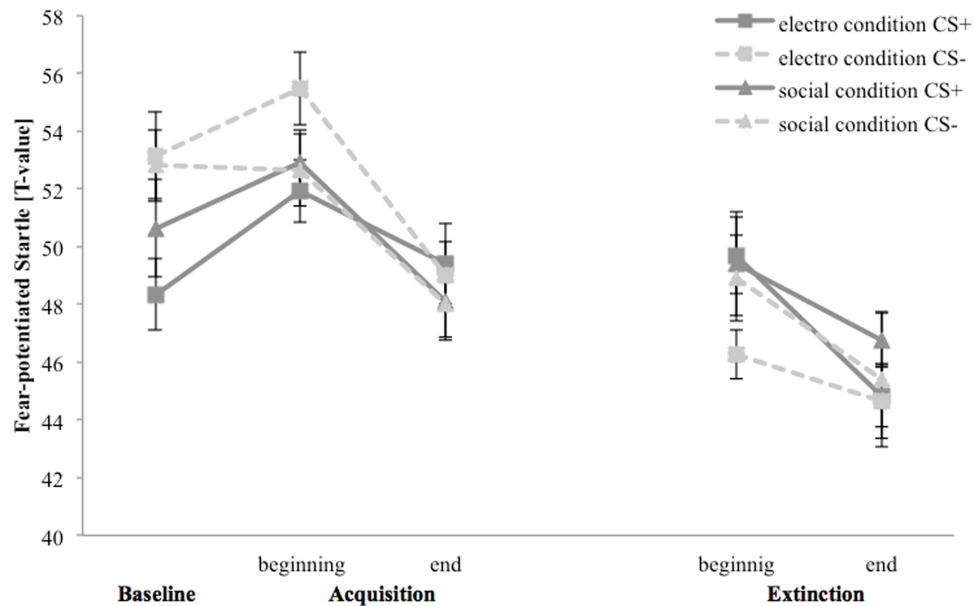 58
56
54
52
50
48
46
44
42
40
Fear-potentiated Startle [T-value]
electro condition CS+
electro condition CS-
social condition CS+
social condition CS-
beginning end beginnig end
Baseline Acquisition Extinction